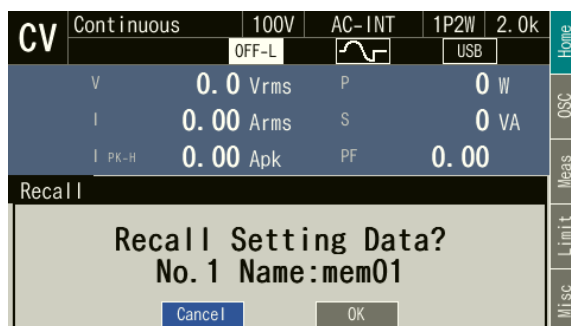 CV Continuous 100V AC-INT 1P2W 2.0k
OFF-L USB
V 0.0 Vrms P 0 W
I 0.00 Arms S 0 VA
I PK-H 0.00 Apk PF 0.00
Recall
Recall Setting Data?
No.1 Name:mem01
Cancel OK
Home
OSC
Meas
Limit
Misc